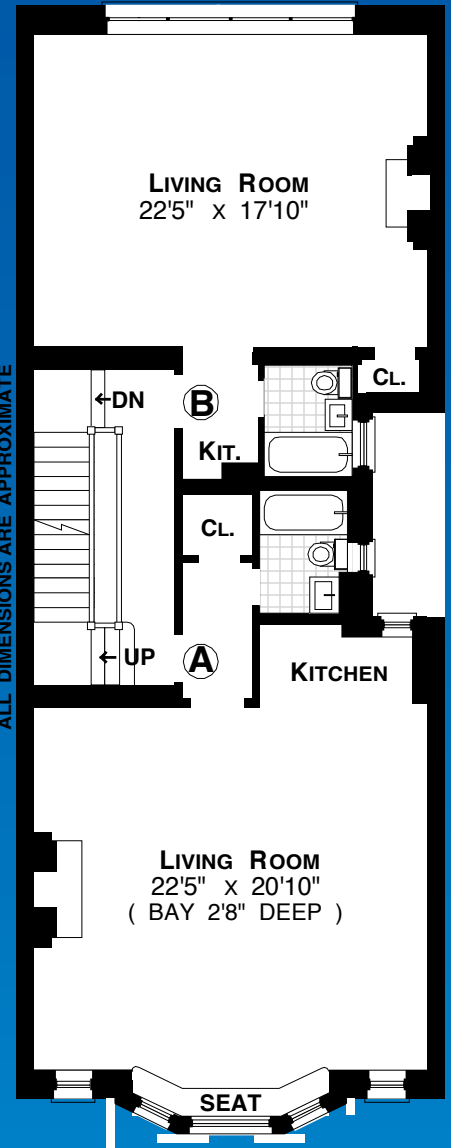 LIVING ROOM
22'5" x 17'10"
CL.
←DN
B
KIT.
CL.
←UP
A
KITCHEN
LIVING ROOM
22'5" x 20'10"
( BAY 2'8" DEEP )
SEAT
ALL DIMENSIONS ARE APPROXIMATE